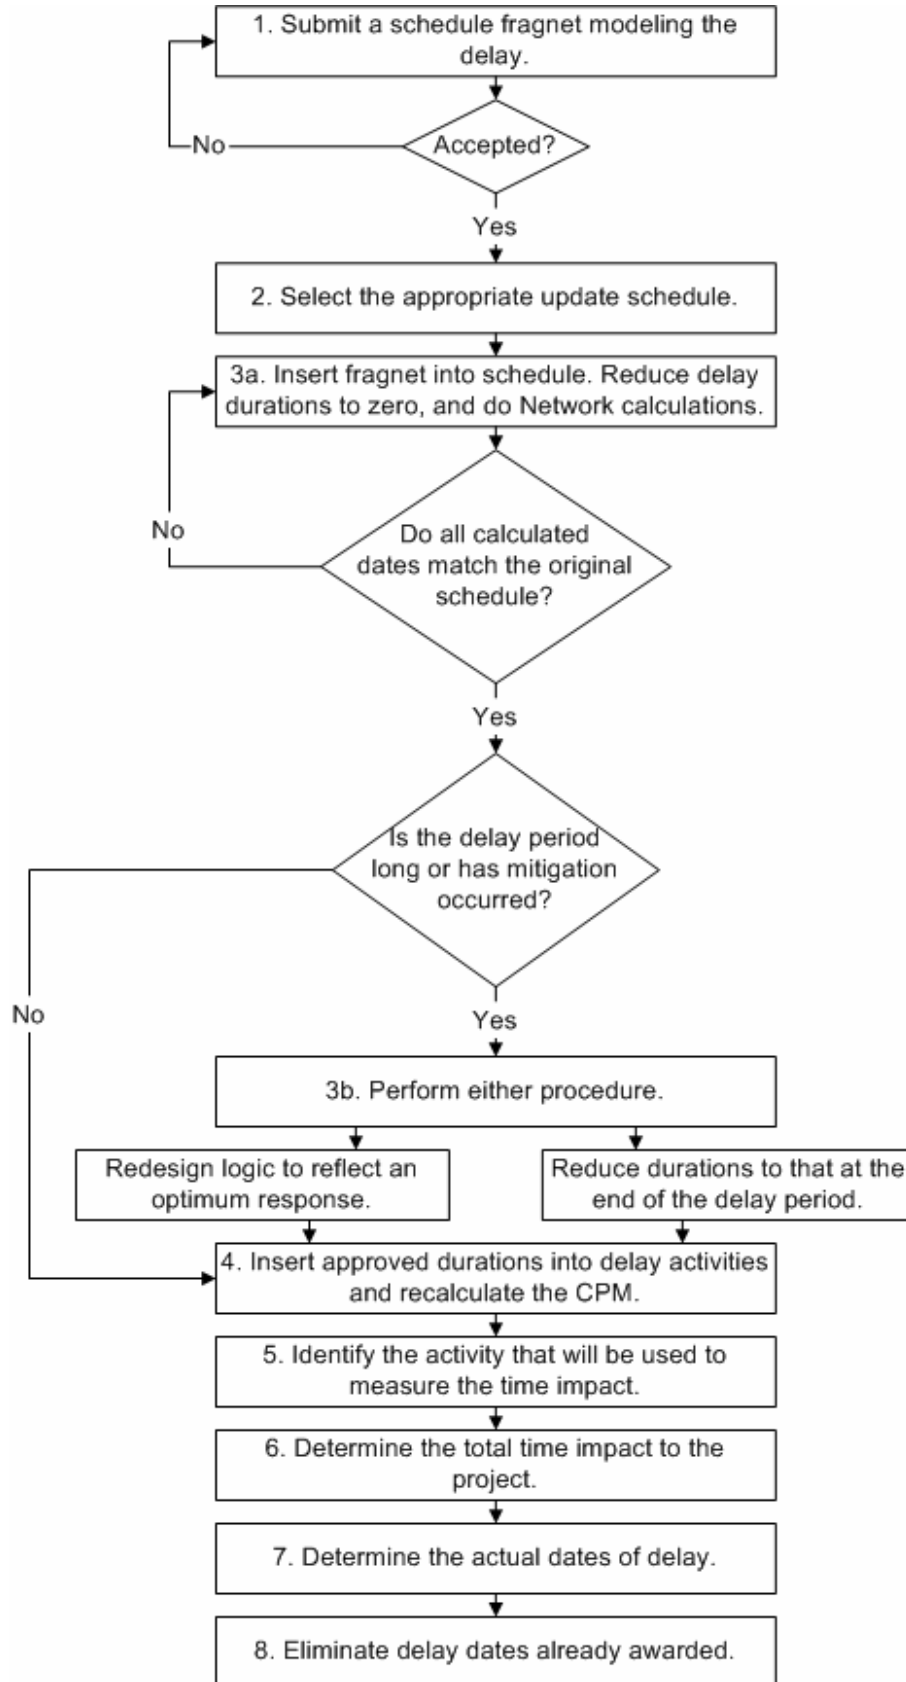 1. Submit a schedule fragnet modeling the
delay.
Accepted?
No
Yes
2. Select the appropriate update schedule.
3a. Insert fragnet into schedule. Reduce delay
durations to zero, and do Network calculations.
Do all calculated
dates match the original
schedule?
No
Yes
Is the delay period
long or has mitigation
occurred?
No
Yes
3b. Perform either procedure.
Redesign logic to reflect an
optimum response.
Reduce durations to that at the
end of the delay period.
4. Insert approved durations into delay activities
and recalculate the CPM.
5. Identify the activity that will be used to
measure the time impact.
6. Determine the total time impact to the
project.
7. Determine the actual dates of delay.
8. Eliminate delay dates already awarded.